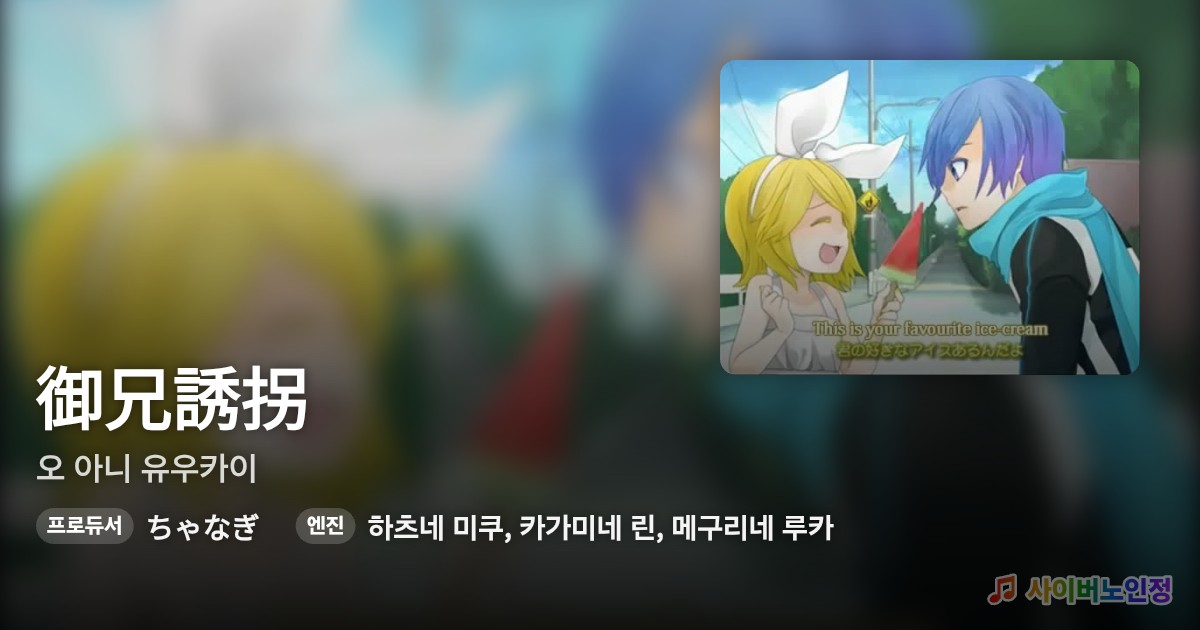 This is your favourite ice-cream
君の好きなアイスあるんだよ
御兄誘拐
오 아니 유우카이
프로듀서 ちゃなぎ 엔진 하츠네 미쿠, 카가미네 린, 메구리네 루카
사이버노인정